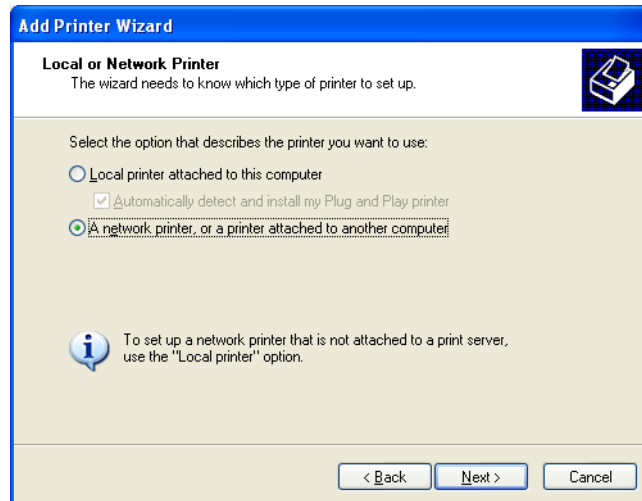 Add Printer Wizard
Local or Network Printer
The wizard needs to know which type of printer to set up.
Select the option that describes the printer you want to use:
Local printer attached to this computer
Automatically detect and install my Plug and Play printer
A network printer, or a printer attached to another computer
To set up a network printer that is not attached to a print server,
use the "Local printer" option.
< Back Next > Cancel